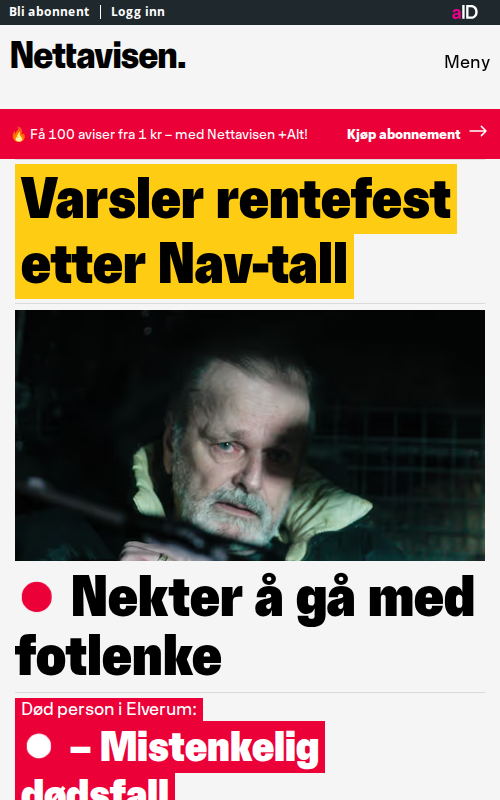 Bli abonnent | Logg inn
aID
Nettavisen.
Meny
🔥 Få 100 aviser fra 1 kr – med Nettavisen +Alt!
Kjøp abonnement →
Varsler rentefest
etter Nav-tall
Nekter å gå med
fotlenke
Død person i Elverum:
– Mistenkelig
dødsfall